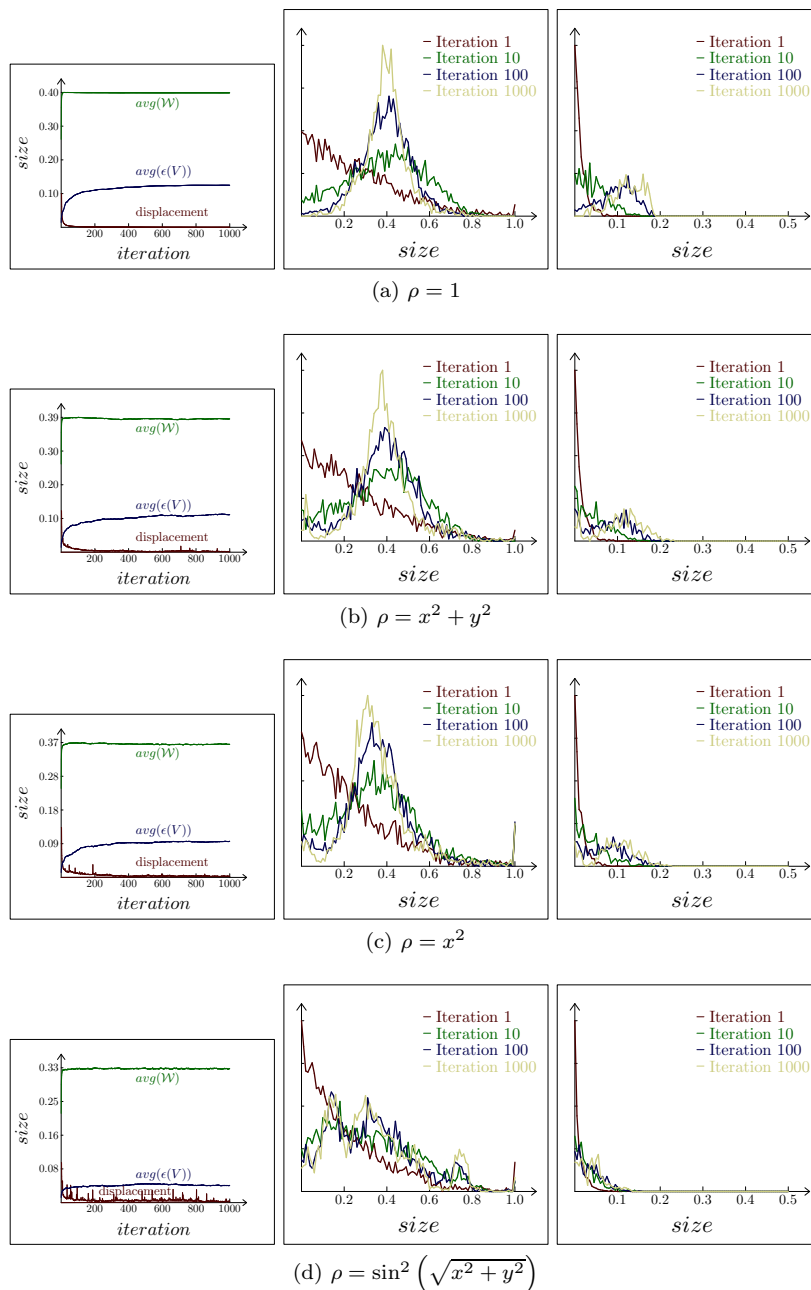 0.40
0.30
0.20
0.10
size
avg(W)
avg(ϵ(V))
displacement
200 400 600 800 1000
iteration
Iteration 1
Iteration 10
Iteration 100
Iteration 1000
0.2 0.4 0.6 0.8 1.0
size
Iteration 1
Iteration 10
Iteration 100
Iteration 1000
0.1 0.2 0.3 0.4 0.5
size
(a) ρ = 1
0.39
0.29
0.20
0.10
size
avg(W)
avg(ϵ(V))
displacement
200 400 600 800 1000
iteration
Iteration 1
Iteration 10
Iteration 100
Iteration 1000
0.2 0.4 0.6 0.8 1.0
size
Iteration 1
Iteration 10
Iteration 100
Iteration 1000
0.1 0.2 0.3 0.4 0.5
size
(b) ρ = x² + y²
0.37
0.28
0.18
0.09
size
avg(W)
avg(ϵ(V))
displacement
200 400 600 800 1000
iteration
Iteration 1
Iteration 10
Iteration 100
Iteration 1000
0.2 0.4 0.6 0.8 1.0
size
Iteration 1
Iteration 10
Iteration 100
Iteration 1000
0.1 0.2 0.3 0.4 0.5
size
(c) ρ = x²
0.33
0.25
0.16
0.08
size
avg(W)
avg(ϵ(V))
displacement
200 400 600 800 1000
iteration
Iteration 1
Iteration 10
Iteration 100
Iteration 1000
0.2 0.4 0.6 0.8 1.0
size
Iteration 1
Iteration 10
Iteration 100
Iteration 1000
0.1 0.2 0.3 0.4 0.5
size
(d) ρ = sin² (√(x² + y²))